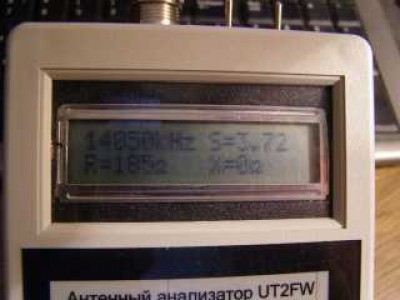 14050kHz S=3.72
R=185Ω X=0Ω
Антенный анализатор UT2FW